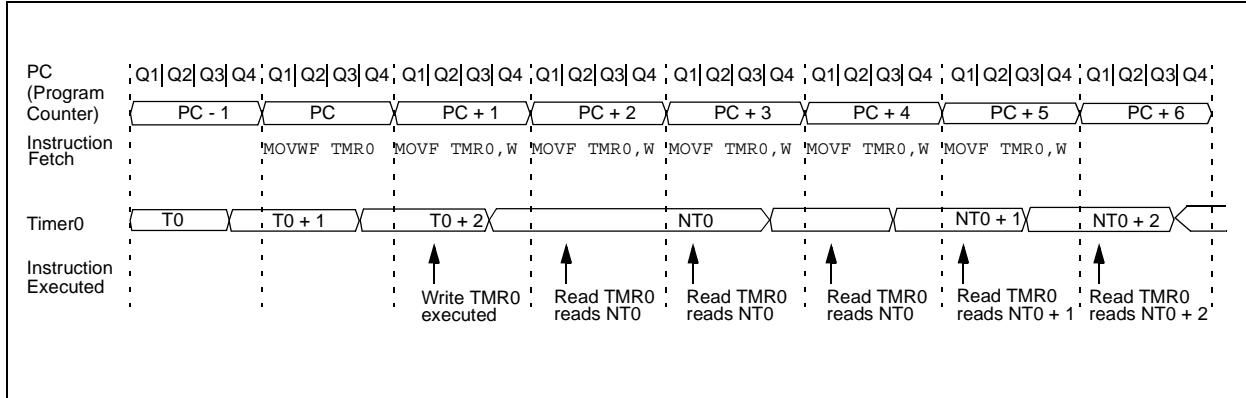 PC
(Program
Counter)
Q1 Q2 Q3 Q4 Q1 Q2 Q3 Q4 Q1 Q2 Q3 Q4 Q1 Q2 Q3 Q4 Q1 Q2 Q3 Q4 Q1 Q2 Q3 Q4 Q1 Q2 Q3 Q4 Q1 Q2 Q3 Q4
PC - 1 PC PC + 1 PC + 2 PC + 3 PC + 4 PC + 5 PC + 6
Instruction
Fetch
MOVWF TMR0 MOVF TMR0,W MOVF TMR0,W MOVF TMR0,W MOVF TMR0,W MOVF TMR0,W
Timer0
T0 T0 + 1 T0 + 2 NT0 NT0 + 1 NT0 + 2
Instruction
Executed
Write TMR0
executed
Read TMR0
reads NT0
Read TMR0
reads NT0
Read TMR0
reads NT0
Read TMR0
reads NT0 + 1
Read TMR0
reads NT0 + 2